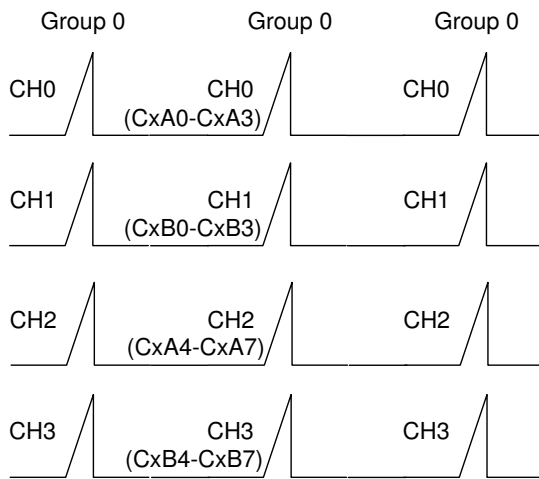 Group 0 Group 0 Group 0
CH0 CH0 CH0
(CxA0-CxA3)
CH1 CH1 CH1
(CxB0-CxB3)
CH2 CH2 CH2
(CxA4-CxA7)
CH3 CH3 CH3
(CxB4-CxB7)